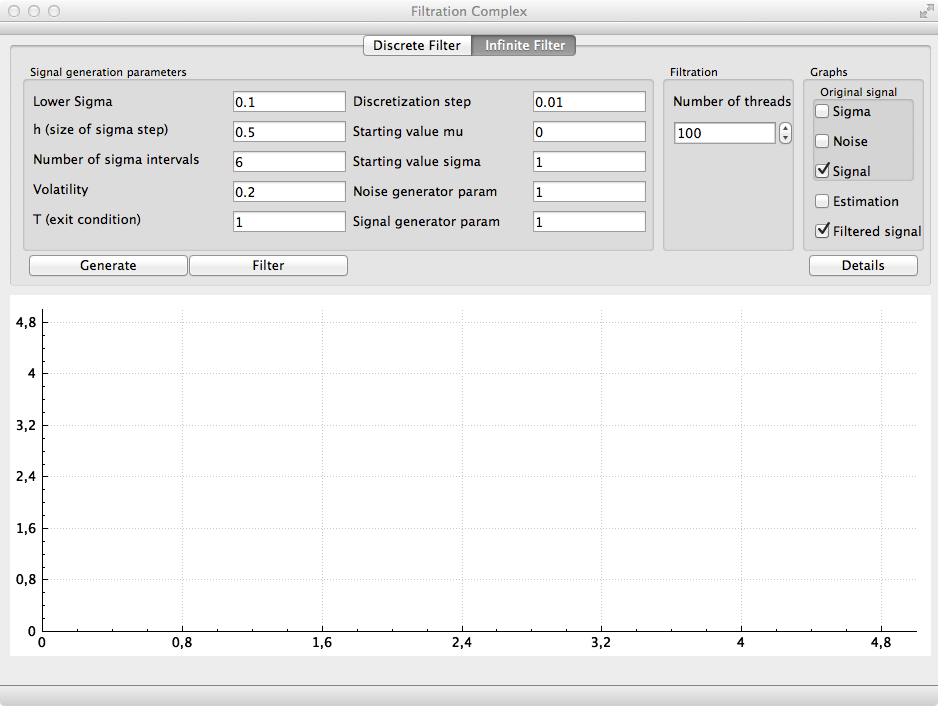 Filtration Complex
Discrete Filter Infinite Filter
Signal generation parameters Filtration Graphs
Original signal
Lower Sigma 0.1 Discretization step 0.01 Number of threads Sigma
h (size of sigma step) 0.5 Starting value mu 0 100 Noise
Number of sigma intervals 6 Starting value sigma 1 Signal
Volatility 0.2 Noise generator param 1 Estimation
T (exit condition) 1 Signal generator param 1 Filtered signal
Generate Filter Details
4,8
4
3,2
2,4
1,6
0,8
0
0 0,8 1,6 2,4 3,2 4 4,8